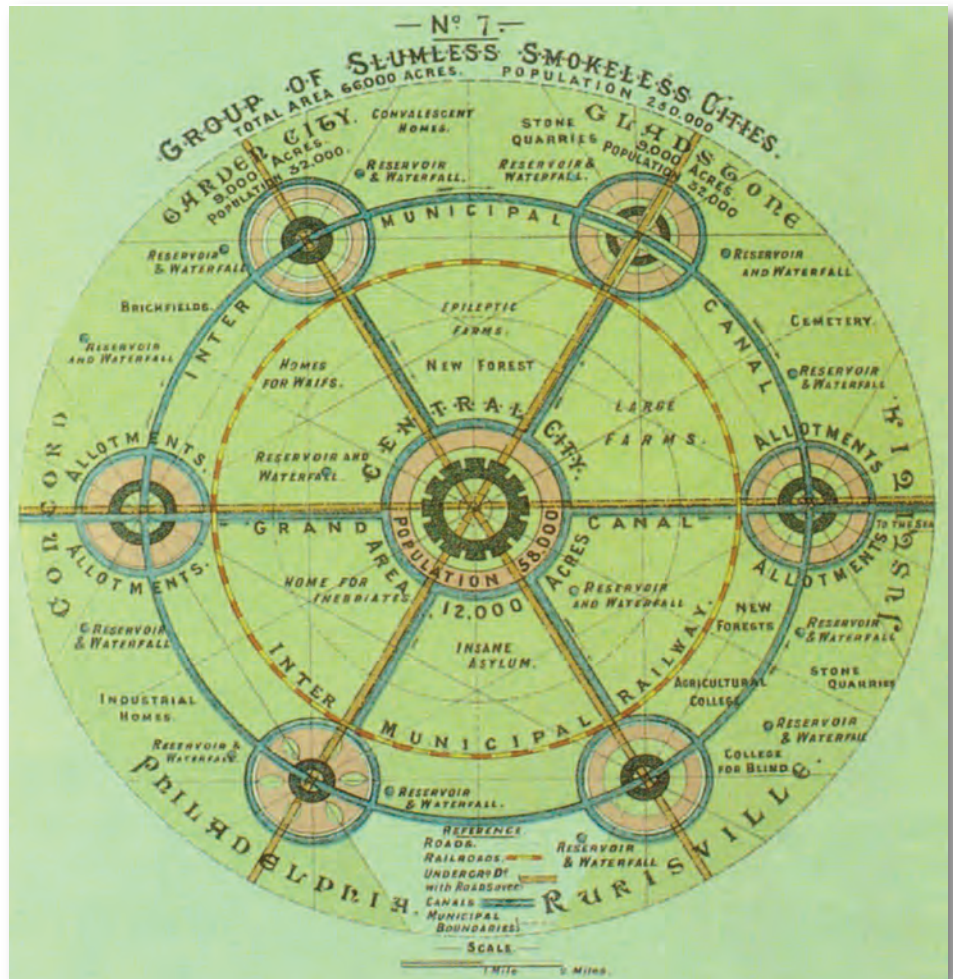 — Nº 7. —
GROUP OF SLUMLESS SMOKELESS CITIES.
TOTAL AREA 66,000 ACRES. POPULATION 250,000
GARDEN CITY.
9,000 ACRES.
POPULATION 32,000.
CONVALESCENT
HOMES.
STONE
QUARRIES
GLADSTONE
9,000 ACRES.
POPULATION
32,000
RESERVOIR
& WATERFALL.
RESERVOIR &
WATERFALL.
INTER MUNICIPAL CANAL
RESERVOIR
& WATERFALL
RESERVOIR
AND WATERFALL
BRICKFIELDS.
EPILEPTIC
FARMS.
CEMETERY.
RESERVOIR
AND WATERFALL
HOMES
FOR WAIFS.
NEW FOREST
RESERVOIR
& WATERFALL
LARGE
FARMS.
CONCORD
ALLOTMENTS.
ALLOTMENTS.
RESERVOIR AND
WATERFALL.
CENTRAL CITY.
ALLOTMENTS
ALLOTMENTS
TO THE SEA
GRAND CANAL
POPULATION 58,000
AREA 12,000 ACRES
HOME FOR
INEBRIATES.
RESERVOIR
AND WATERFALL
NEW
FORESTS
RESERVOIR
& WATERFALL
RESERVOIR
& WATERFALL
INSANE
ASYLUM.
STONE
QUARRIES
INTER MUNICIPAL RAILWAY.
AGRICULTURAL
COLLEGE
INDUSTRIAL
HOMES.
RESERVOIR
& WATERFALL
RESERVOIR &
WATERFALL
COLLEGE
FOR BLIND
RESERVOIR
& WATERFALL.
PHILADELPHIA.
RURISVILLE.
REFERENCE
ROADS.
RAILROADS.
UNDERGRD Dº
with ROADS over
CANALS
MUNICIPAL
BOUNDARIES
RESERVOIR
& WATERFALL
— SCALE —
1 Mile 2 Miles.